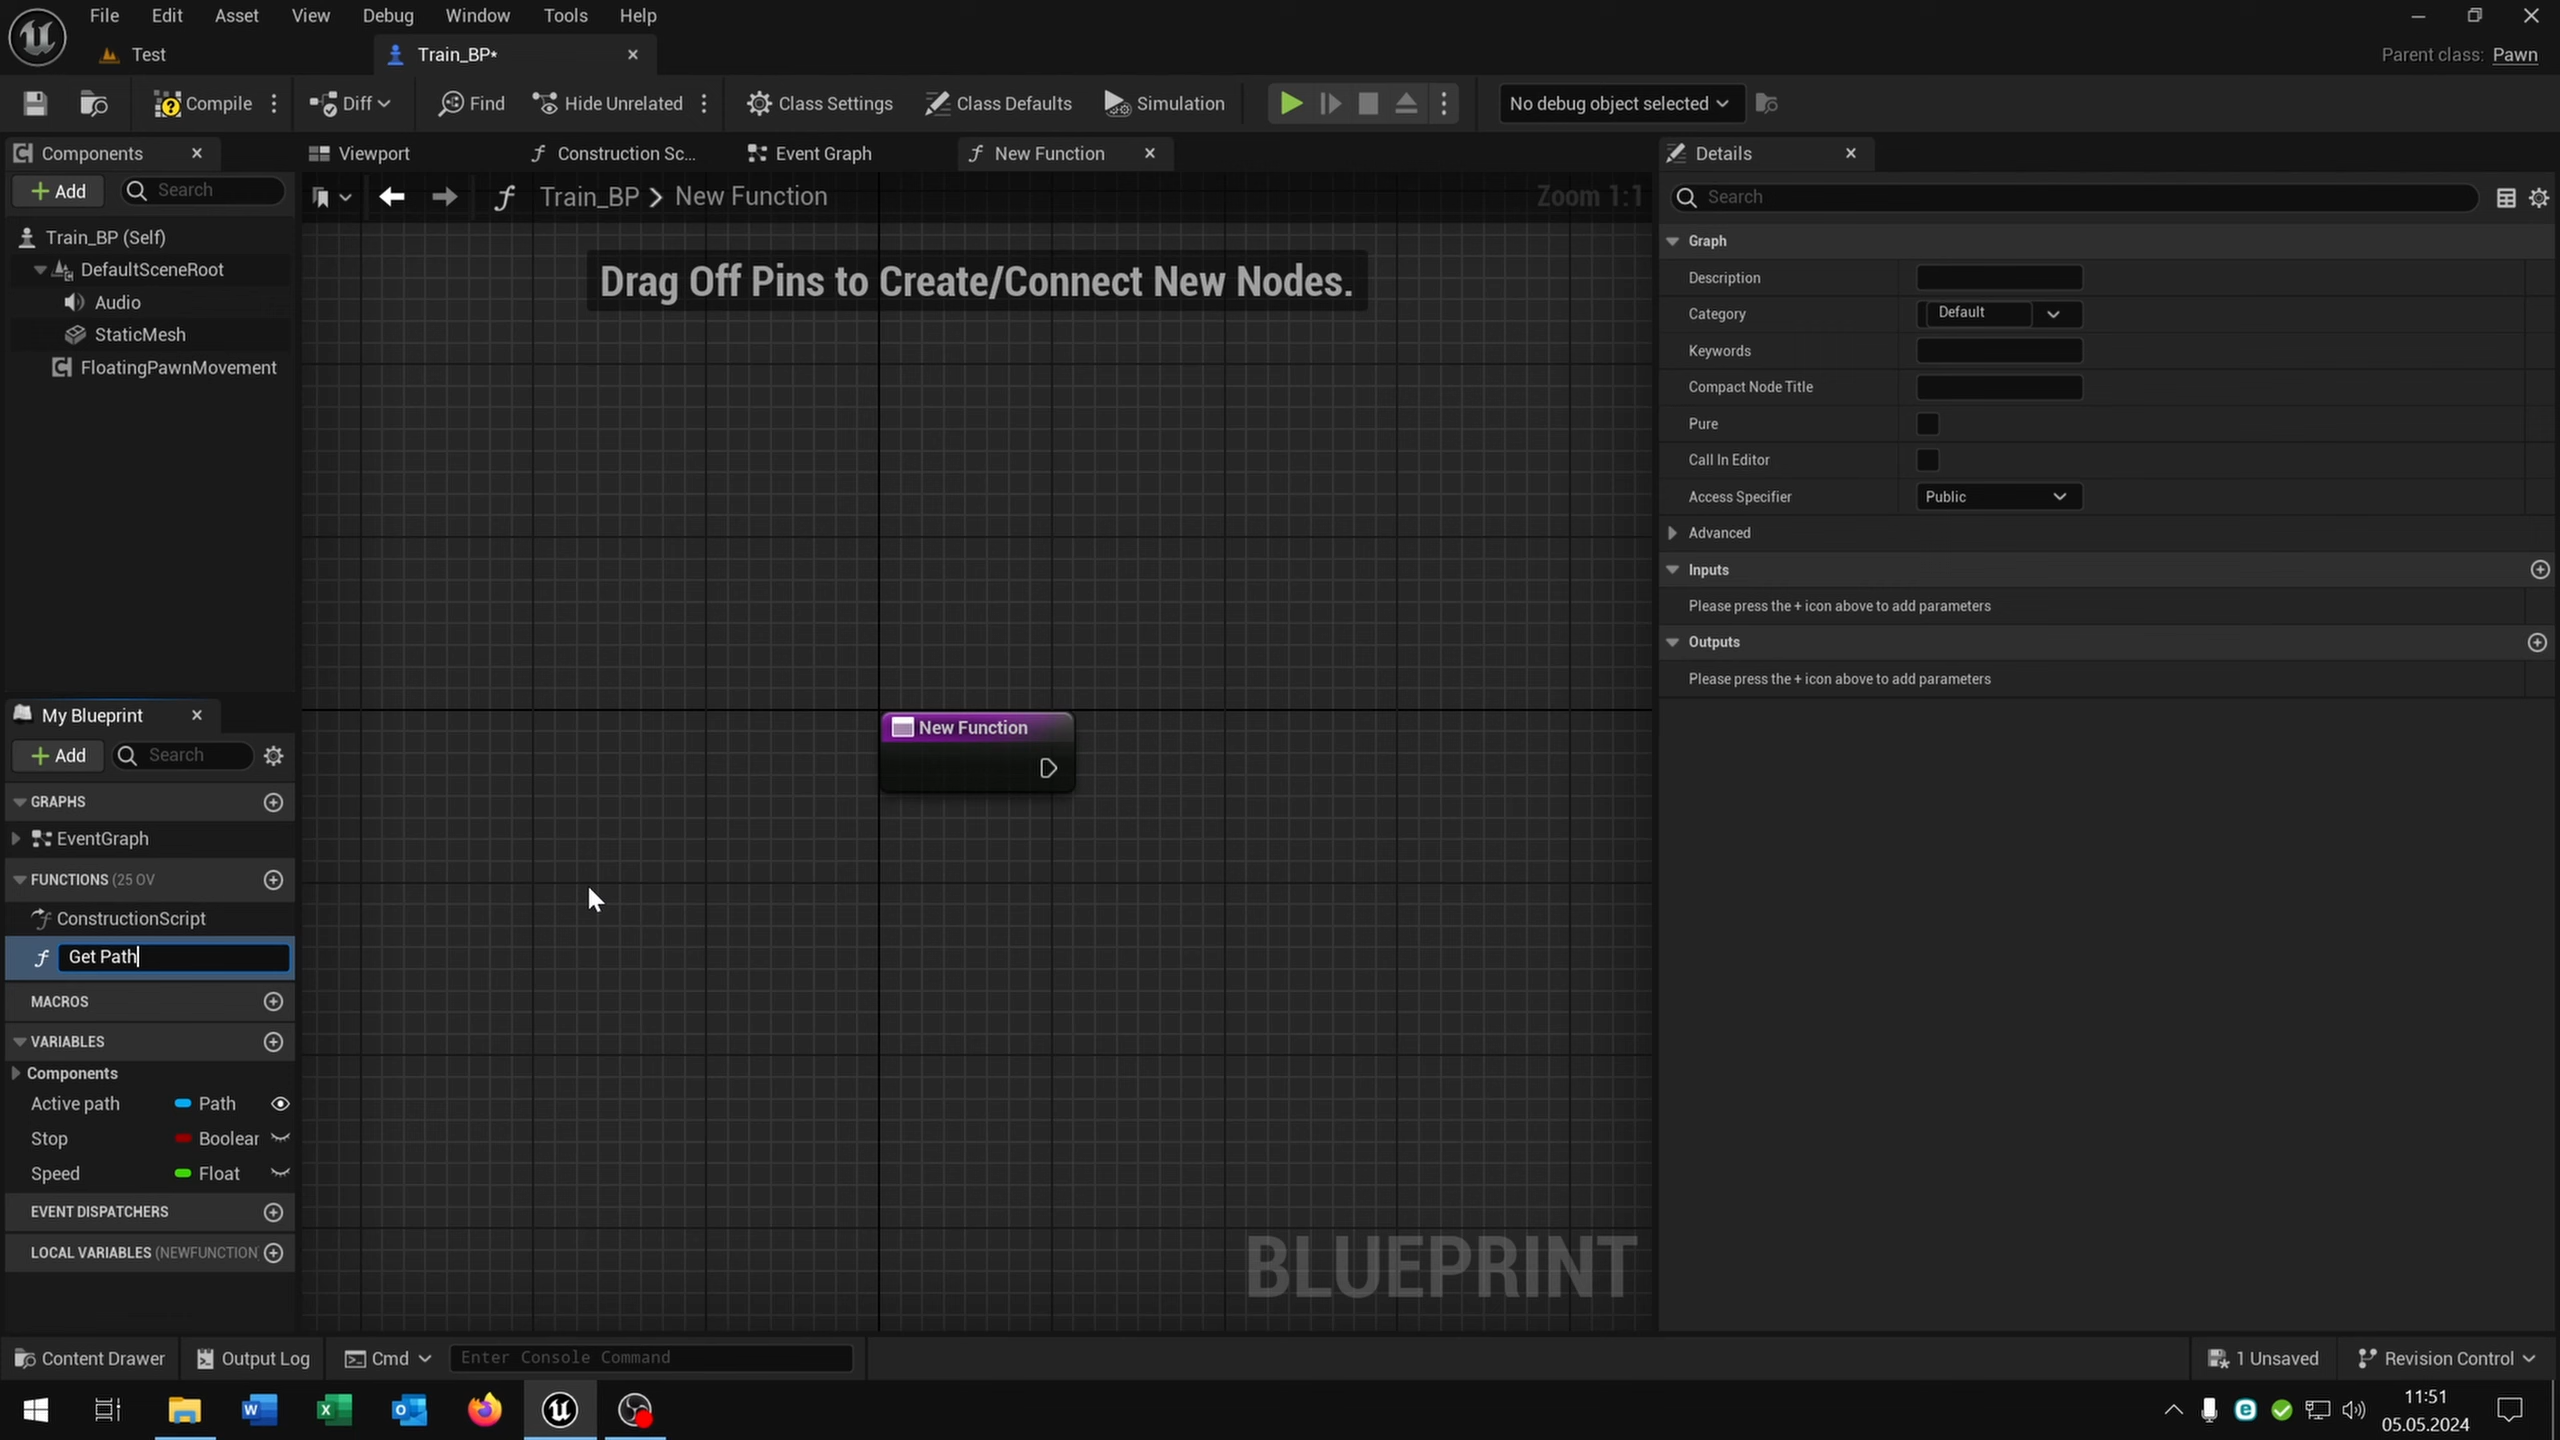 File Edit Asset View Debug Window Tools Help
Test
Train_BP*
Parent class: Pawn
Compile
Diff
Find
Hide Unrelated
Class Settings
Class Defaults
Simulation
No debug object selected
Components
Viewport
Construction Sc...
Event Graph
New Function
Details
Add
Search
Train_BP > New Function
Zoom 1:1
Search
Train_BP (Self)
DefaultSceneRoot
Audio
StaticMesh
FloatingPawnMovement
Drag Off Pins to Create/Connect New Nodes.
Graph
Description
Category
Default
Keywords
Compact Node Title
Pure
Call In Editor
Access Specifier
Public
Advanced
Inputs
Please press the + icon above to add parameters
Outputs
Please press the + icon above to add parameters
New Function
My Blueprint
Add
Search
GRAPHS
EventGraph
FUNCTIONS (25 OV
ConstructionScript
Get Path
MACROS
VARIABLES
Components
Active path Path
Stop Boolear
Speed Float
EVENT DISPATCHERS
LOCAL VARIABLES (NEWFUNCTION
BLUEPRINT
Content Drawer
Output Log
Cmd
Enter Console Command
1 Unsaved
Revision Control
11:51
05.05.2024